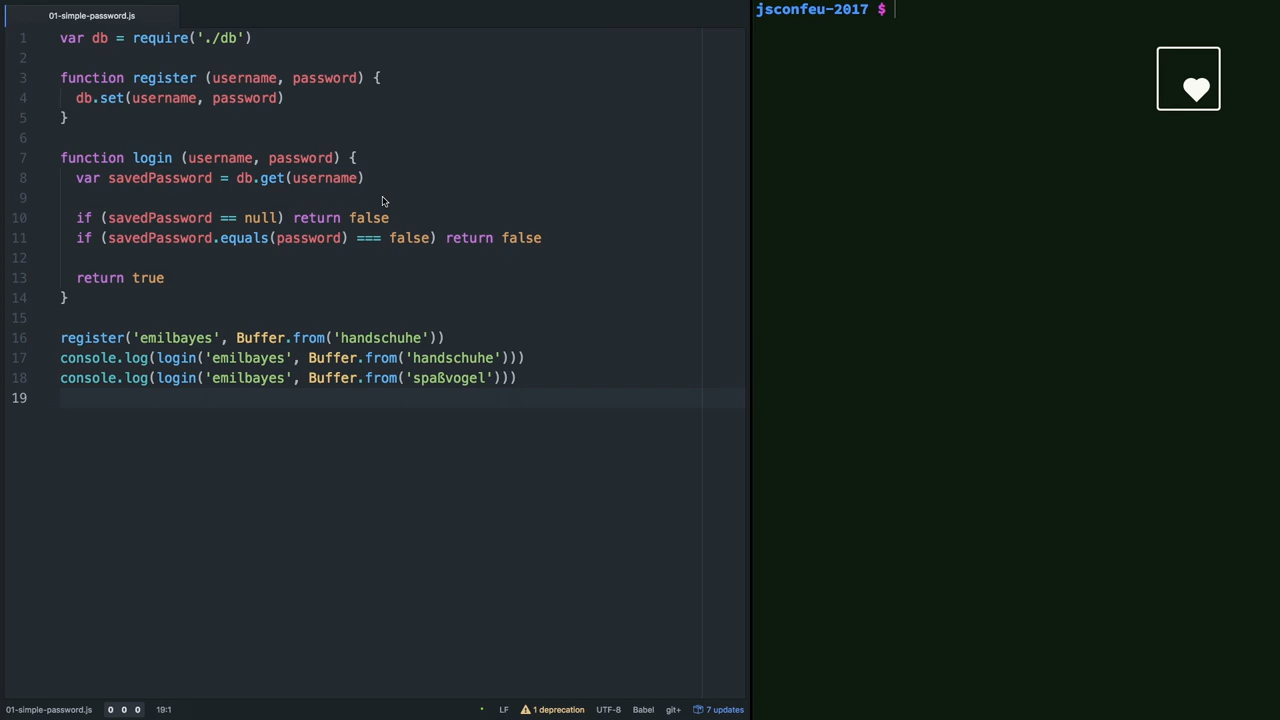 01-simple-password.js
jsconfeu-2017 $
1 var db = require('./db')
2
3 function register (username, password) {
4 db.set(username, password)
5 }
6
7 function login (username, password) {
8 var savedPassword = db.get(username)
9
10 if (savedPassword == null) return false
11 if (savedPassword.equals(password) === false) return false
12
13 return true
14 }
15
16 register('emilbayes', Buffer.from('handschuhe'))
17 console.log(login('emilbayes', Buffer.from('handschuhe')))
18 console.log(login('emilbayes', Buffer.from('spaßvogel')))
19
01-simple-password.js 0 0 0 19:1 LF 1 deprecation UTF-8 Babel git+ 7 updates